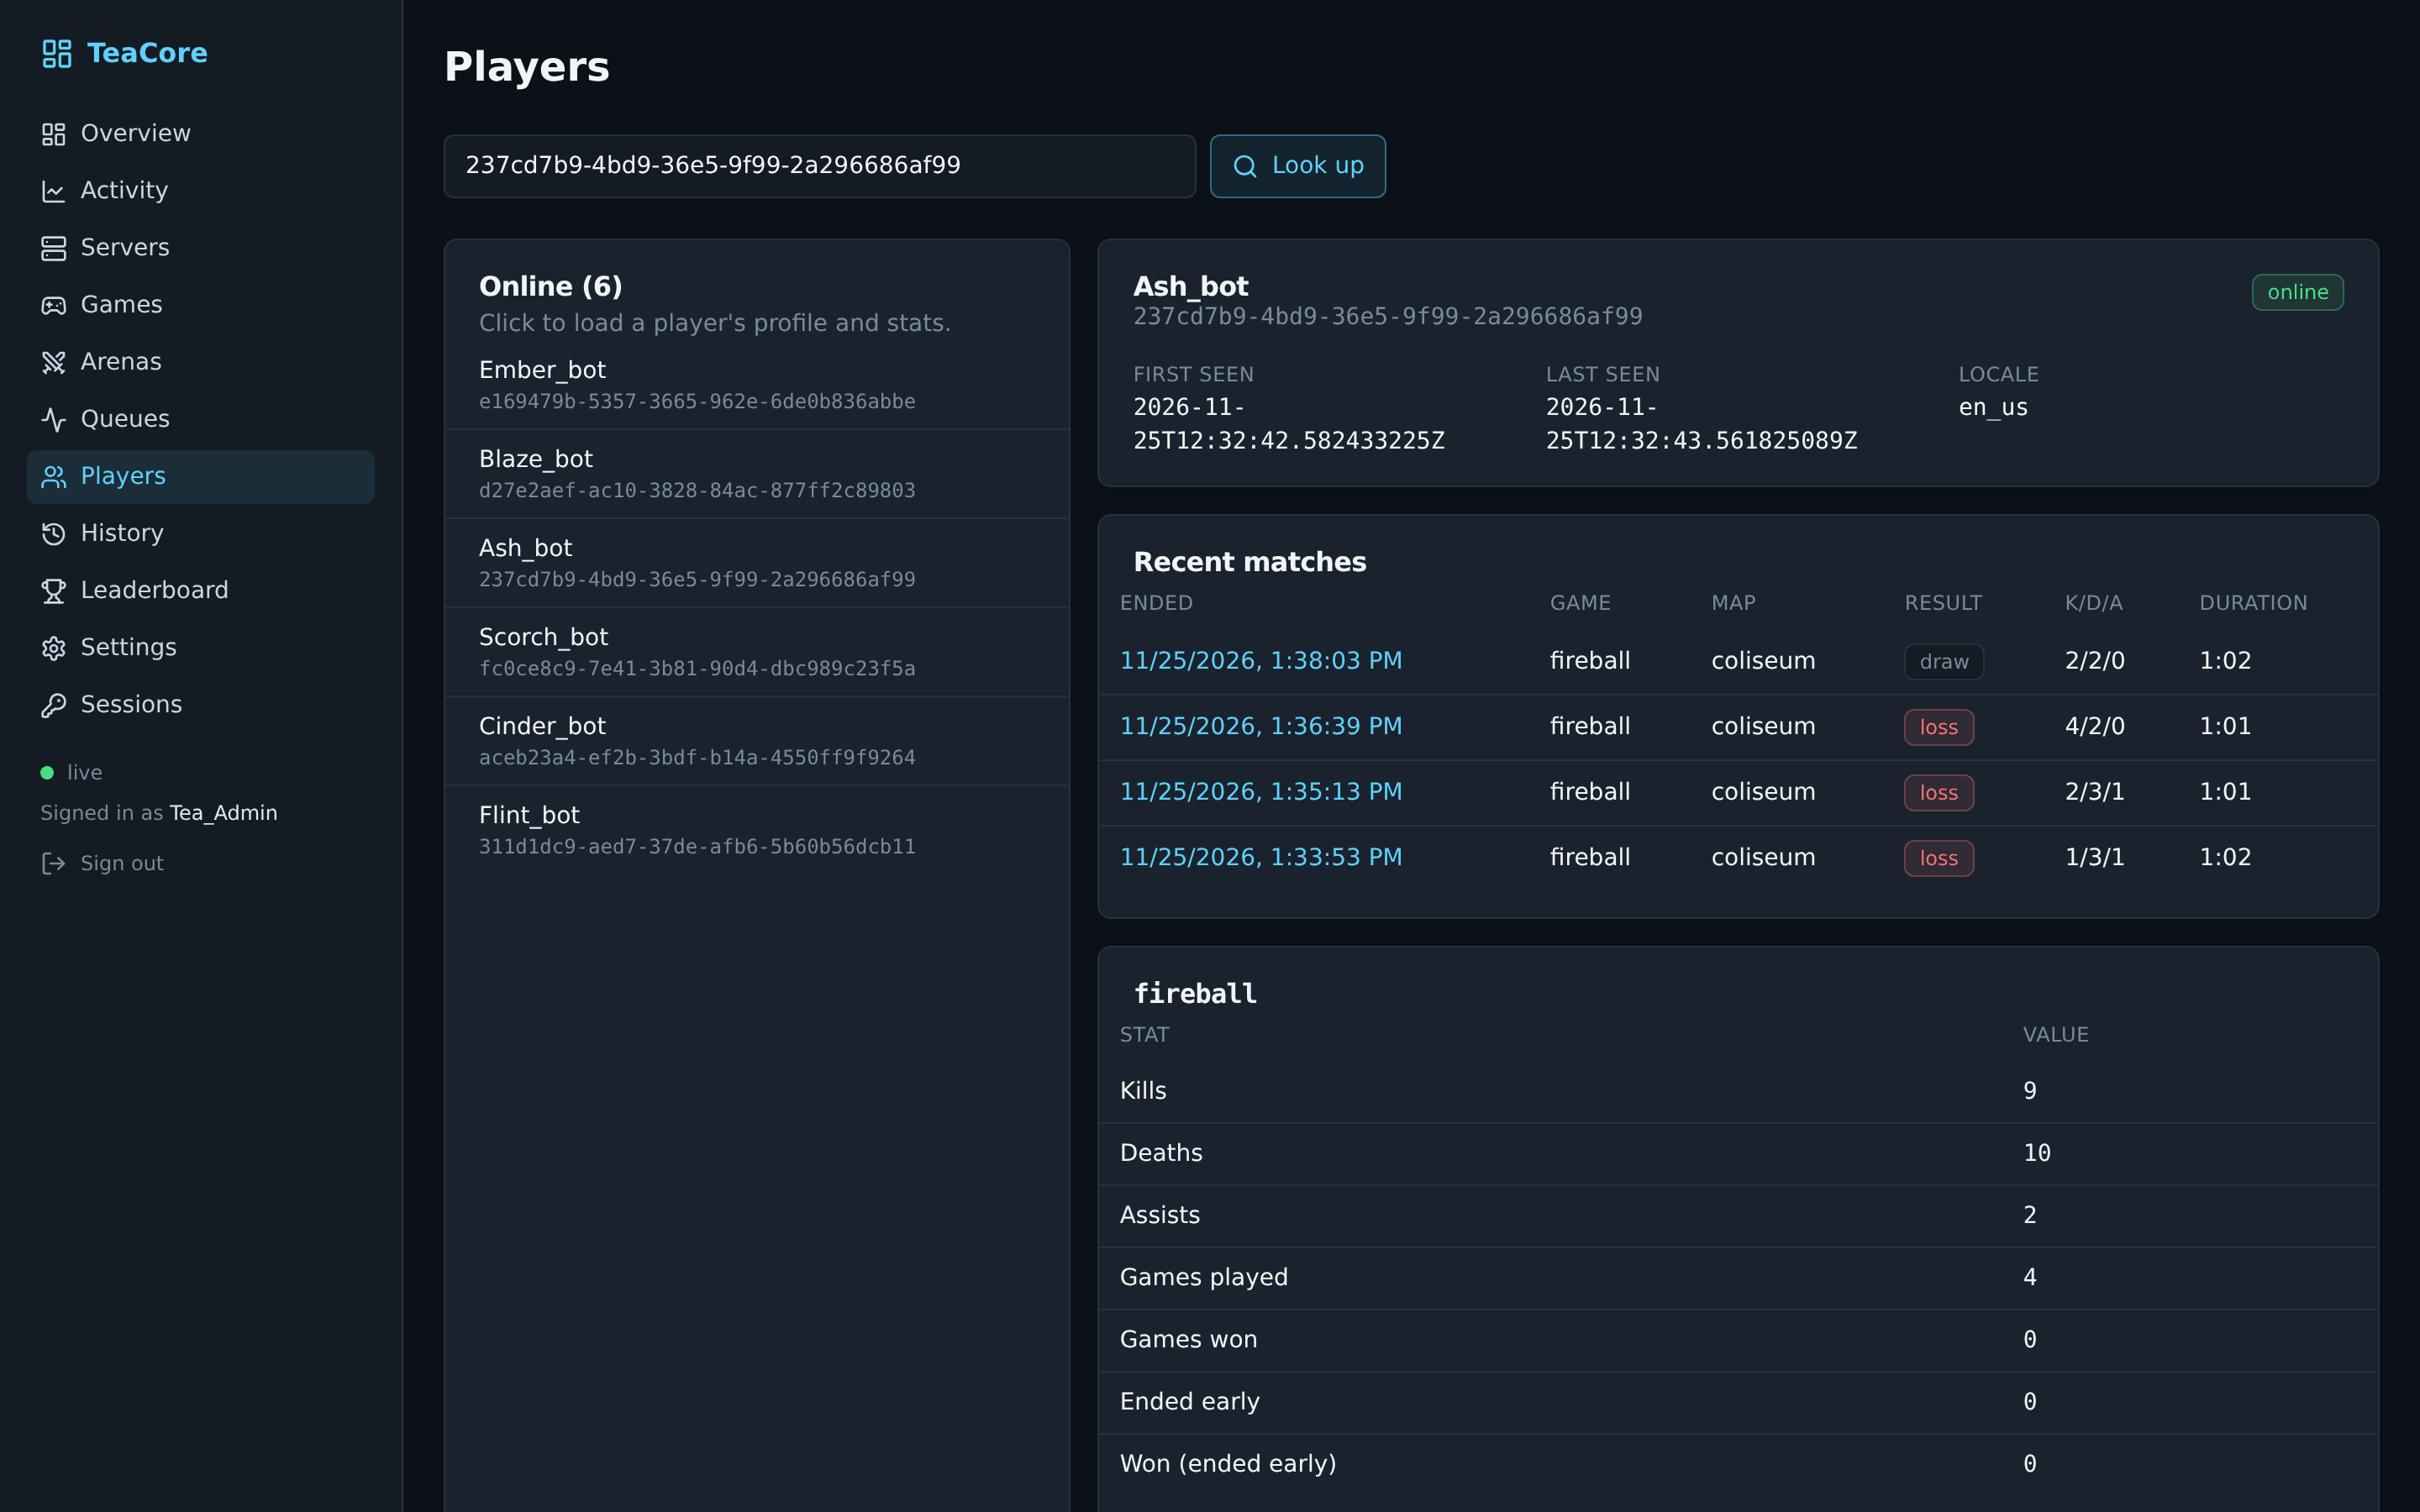 TeaCore
Overview
Activity
Servers
Games
Arenas
Queues
Players
History
Leaderboard
Settings
Sessions
live
Signed in as Tea_Admin
Sign out
Players
237cd7b9-4bd9-36e5-9f99-2a296686af99
Look up
Online (6)
Click to load a player's profile and stats.
Ember_bot
e169479b-5357-3665-962e-6de0b836abbe
Blaze_bot
d27e2aef-ac10-3828-84ac-877ff2c89803
Ash_bot
237cd7b9-4bd9-36e5-9f99-2a296686af99
Scorch_bot
fc0ce8c9-7e41-3b81-90d4-dbc989c23f5a
Cinder_bot
aceb23a4-ef2b-3bdf-b14a-4550ff9f9264
Flint_bot
311d1dc9-aed7-37de-afb6-5b60b56dcb11
Ash_bot
online
237cd7b9-4bd9-36e5-9f99-2a296686af99
FIRST SEEN
2026-11-
25T12:32:42.582433225Z
LAST SEEN
2026-11-
25T12:32:43.561825089Z
LOCALE
en_us
Recent matches
ENDED GAME MAP RESULT K/D/A DURATION
11/25/2026, 1:38:03 PM fireball coliseum draw 2/2/0 1:02
11/25/2026, 1:36:39 PM fireball coliseum loss 4/2/0 1:01
11/25/2026, 1:35:13 PM fireball coliseum loss 2/3/1 1:01
11/25/2026, 1:33:53 PM fireball coliseum loss 1/3/1 1:02
fireball
STAT VALUE
Kills 9
Deaths 10
Assists 2
Games played 4
Games won 0
Ended early 0
Won (ended early) 0